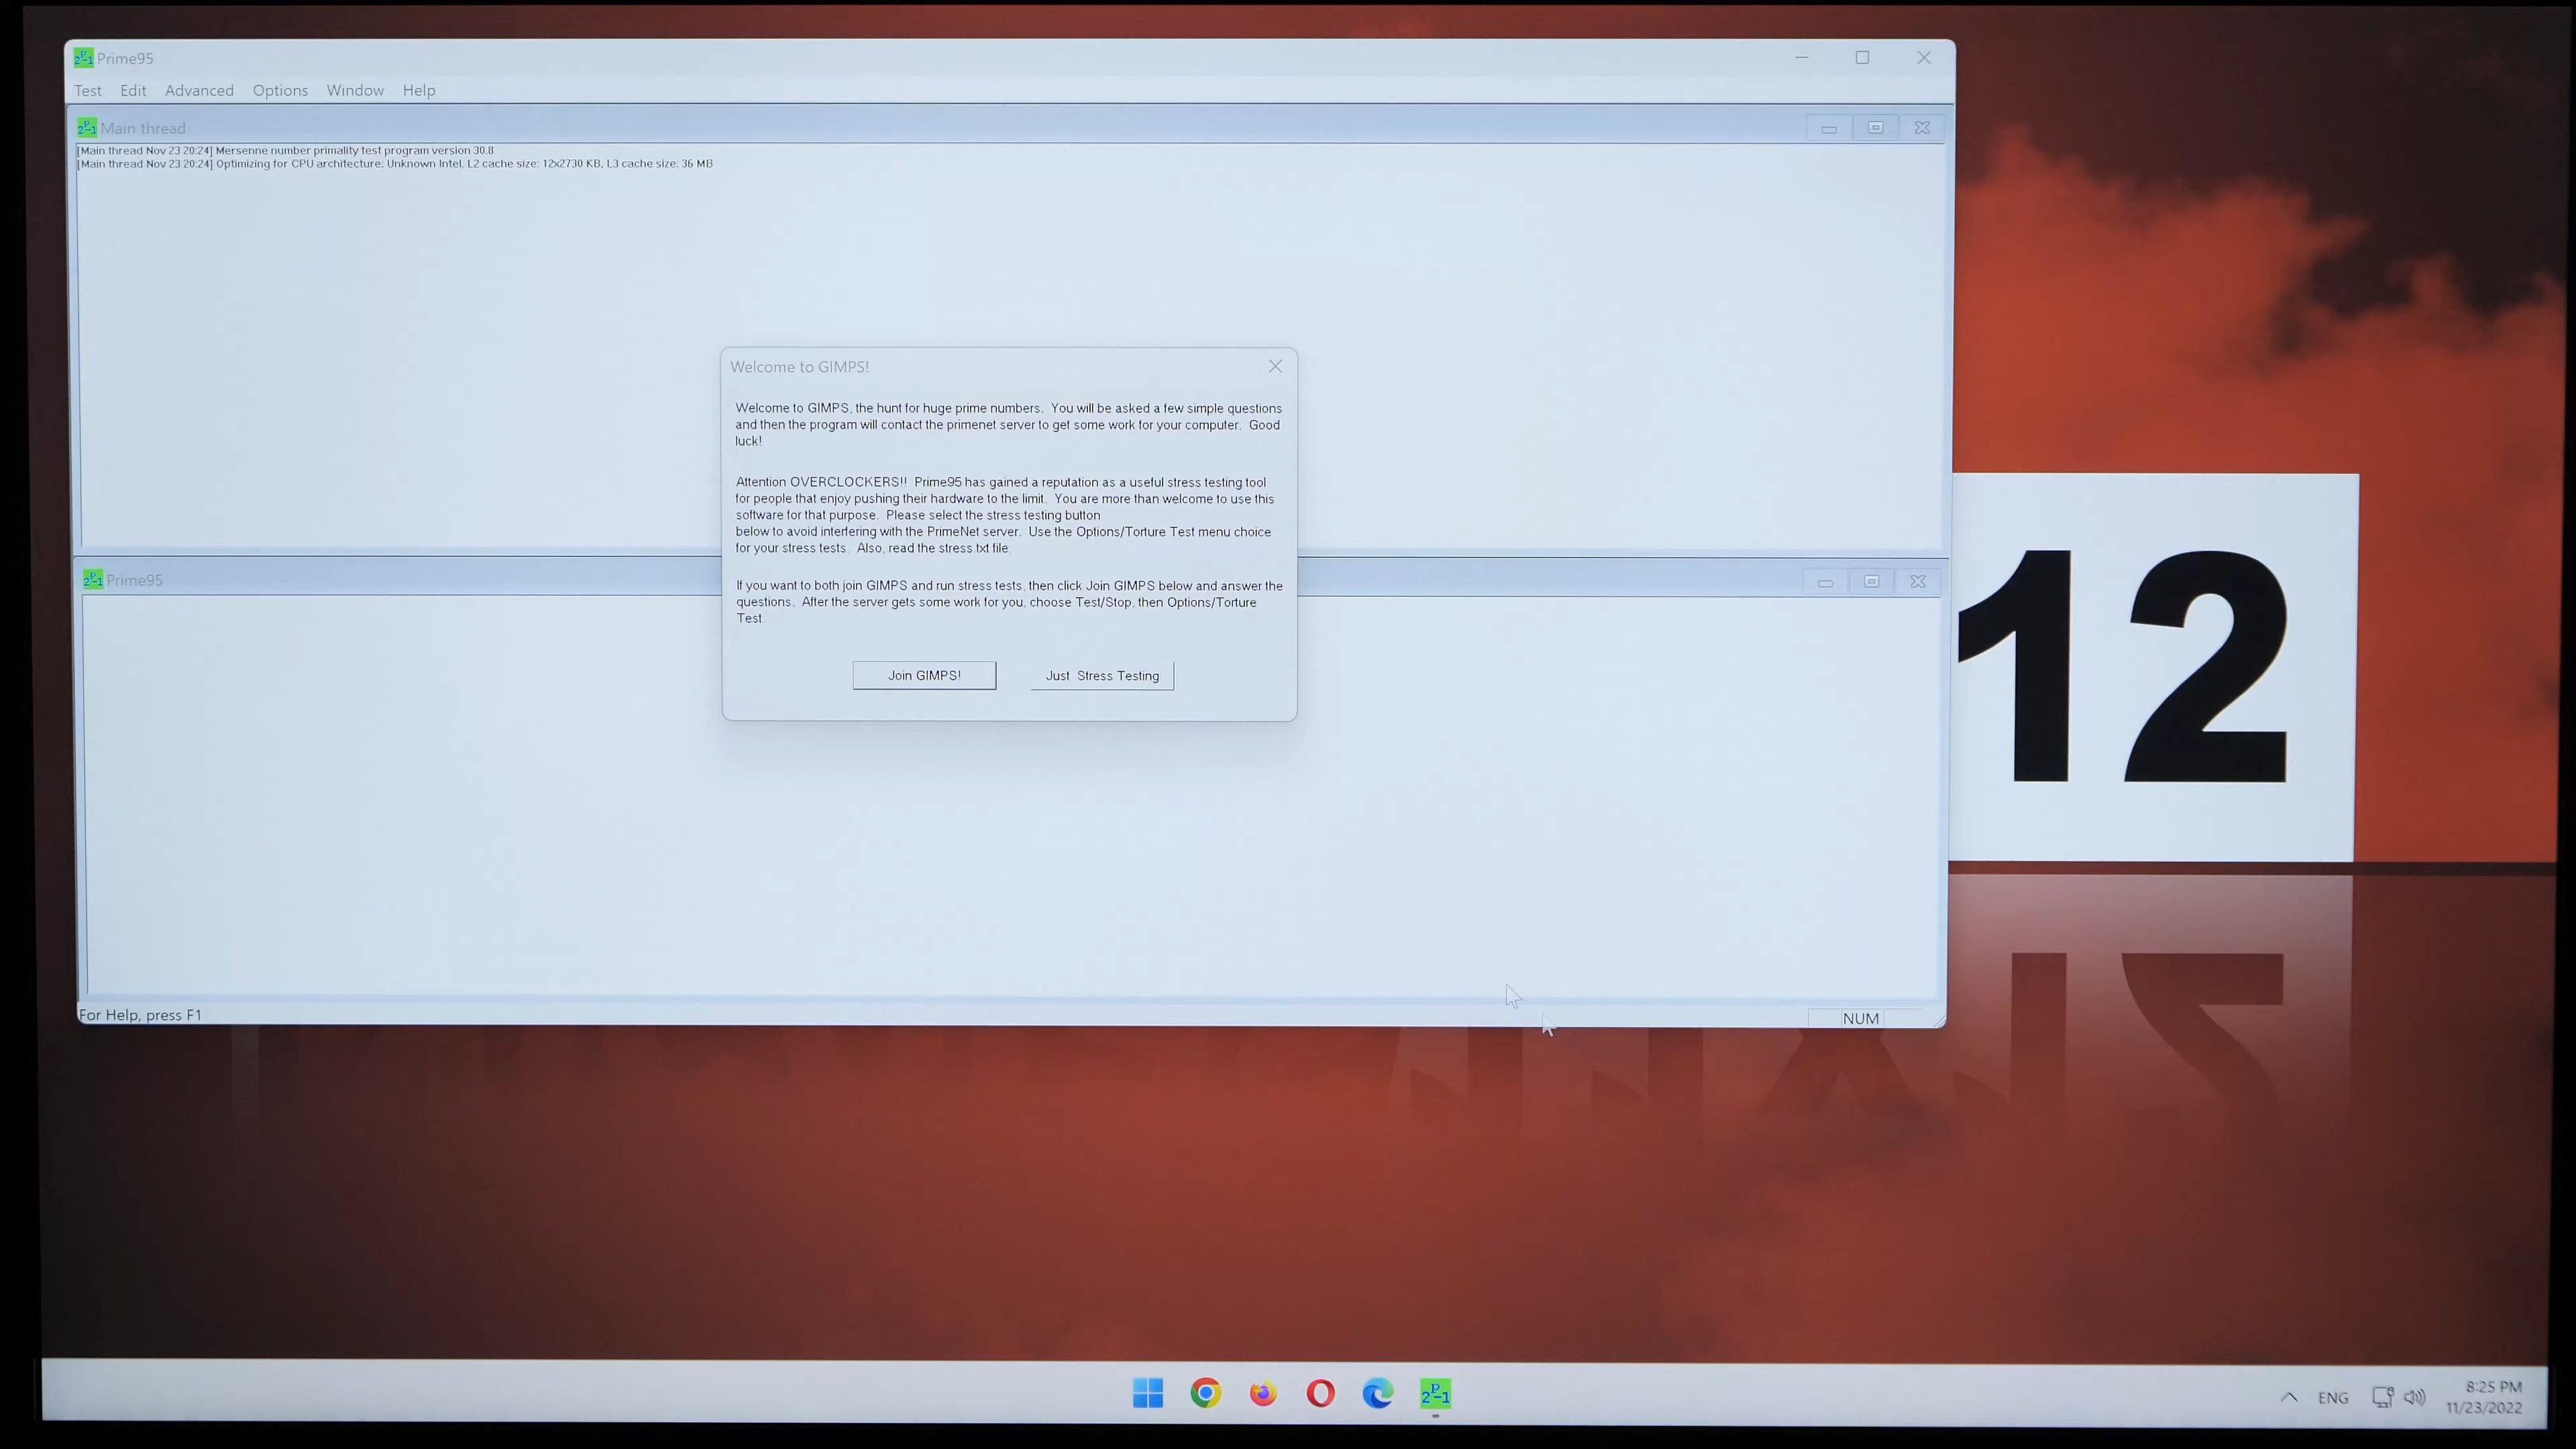 Prime95
Test Edit Advanced Options Window Help
Main thread
[Main thread Nov 23 20:24] Mersenne number primality test program version 30.8
[Main thread Nov 23 20:24] Optimizing for CPU architecture: Unknown Intel, L2 cache size: 12x2730 KB, L3 cache size: 36 MB
Welcome to GIMPS!
Welcome to GIMPS, the hunt for huge prime numbers.  You will be asked a few simple questions
and then the program will contact the primenet server to get some work for your computer.  Good
luck!
Attention OVERCLOCKERS!!  Prime95 has gained a reputation as a useful stress testing tool
for people that enjoy pushing their hardware to the limit.  You are more than welcome to use this
software for that purpose.  Please select the stress testing button
below to avoid interfering with the PrimeNet server.  Use the Options/Torture Test menu choice
for your stress tests.  Also, read the stress.txt file.
If you want to both join GIMPS and run stress tests, then click Join GIMPS below and answer the
questions.  After the server gets some work for you, choose Test/Stop, then Options/Torture
Test
Join GIMPS! Just Stress Testing
Prime95
12
For Help, press F1
NUM
2P-1
ENG
8:25 PM
11/23/2022